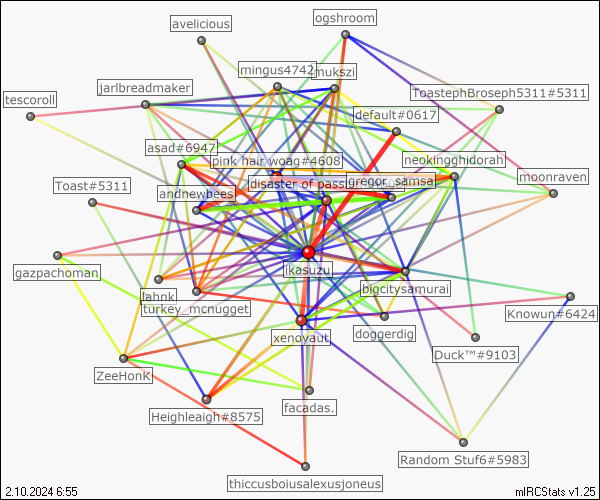 ogshroom
avelicious
mingus4742
mukszi
jarlbreadmaker
ToastephBroseph5311#5311
tescoroll
default#0617
asad#6947
pink hair woag#4608
neokingghidorah
disaster of pass
gregor_samsa
moonraven
Toast#5311
andnewbees
gazpachoman
ikasuzu
lahnk
bigcitysamurai
turkey_mcnugget
Knowun#6424
xenovaut
doggerdig
Duck™#9103
ZeeHonK
Heighleaigh#8575
facadas.
Random Stuf6#5983
thiccusboiusalexusjoneus
2.10.2024 6:55
mIRCStats v1.25